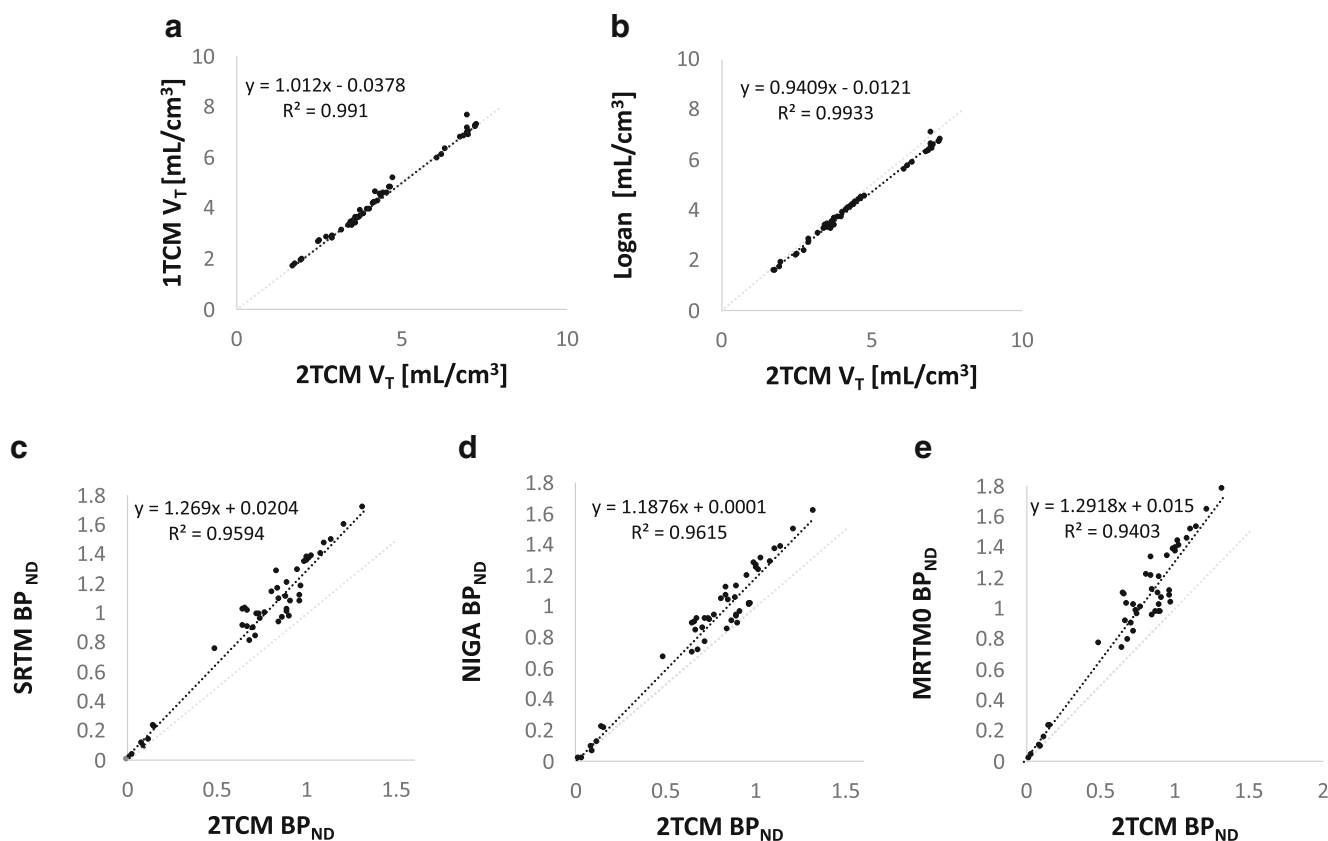 a
10
8
6
4
2
0
1TCM V_T [mL/cm³]
y = 1.012x - 0.0378
R² = 0.991
0
5
10
2TCM V_T [mL/cm³]
b
10
8
6
4
2
0
Logan [mL/cm³]
y = 0.9409x - 0.0121
R² = 0.9933
0
5
10
2TCM V_T [mL/cm³]
c
1.8
1.6
1.4
1.2
1
0.8
0.6
0.4
0.2
0
SRTM BP_ND
y = 1.269x + 0.0204
R² = 0.9594
0
0.5
1
1.5
2TCM BP_ND
d
1.8
1.6
1.4
1.2
1
0.8
0.6
0.4
0.2
0
NIGA BP_ND
y = 1.1876x + 0.0001
R² = 0.9615
0
0.5
1
1.5
2TCM BP_ND
e
1.8
1.6
1.4
1.2
1
0.8
0.6
0.4
0.2
0
MRTM0 BP_ND
y = 1.2918x + 0.015
R² = 0.9403
0
0.5
1
1.5
2
2TCM BP_ND